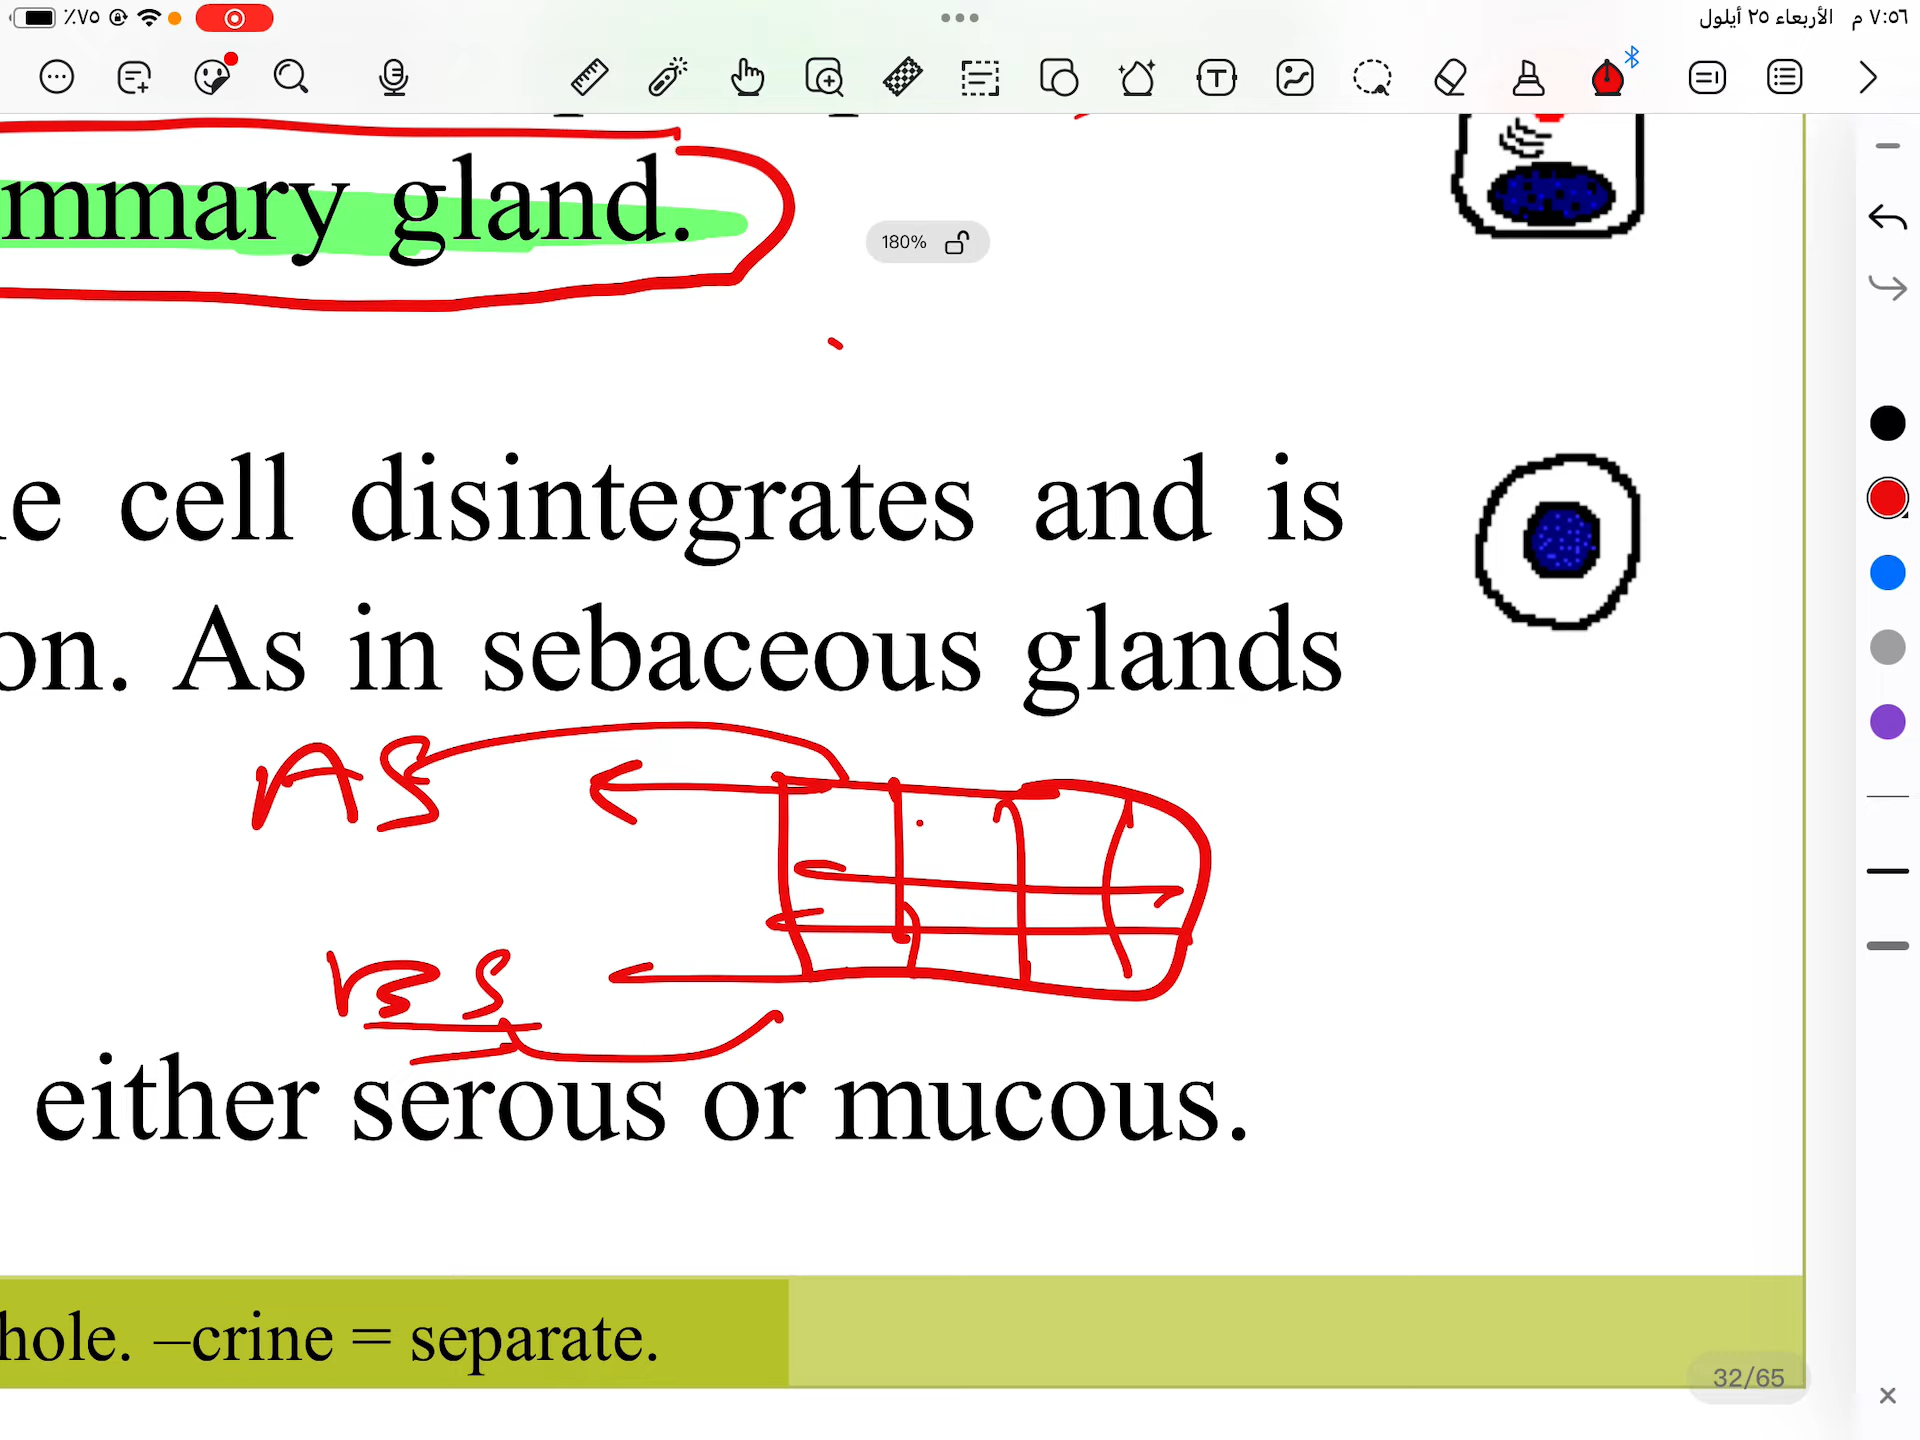 ٪٧٥
٧:٥٦ م الأربعاء ٢٥ أيلول
mmary gland.
180%
e cell disintegrates and is
on. As in sebaceous glands
AS
BS
either serous or mucous.
hole. –crine = separate.
32/65